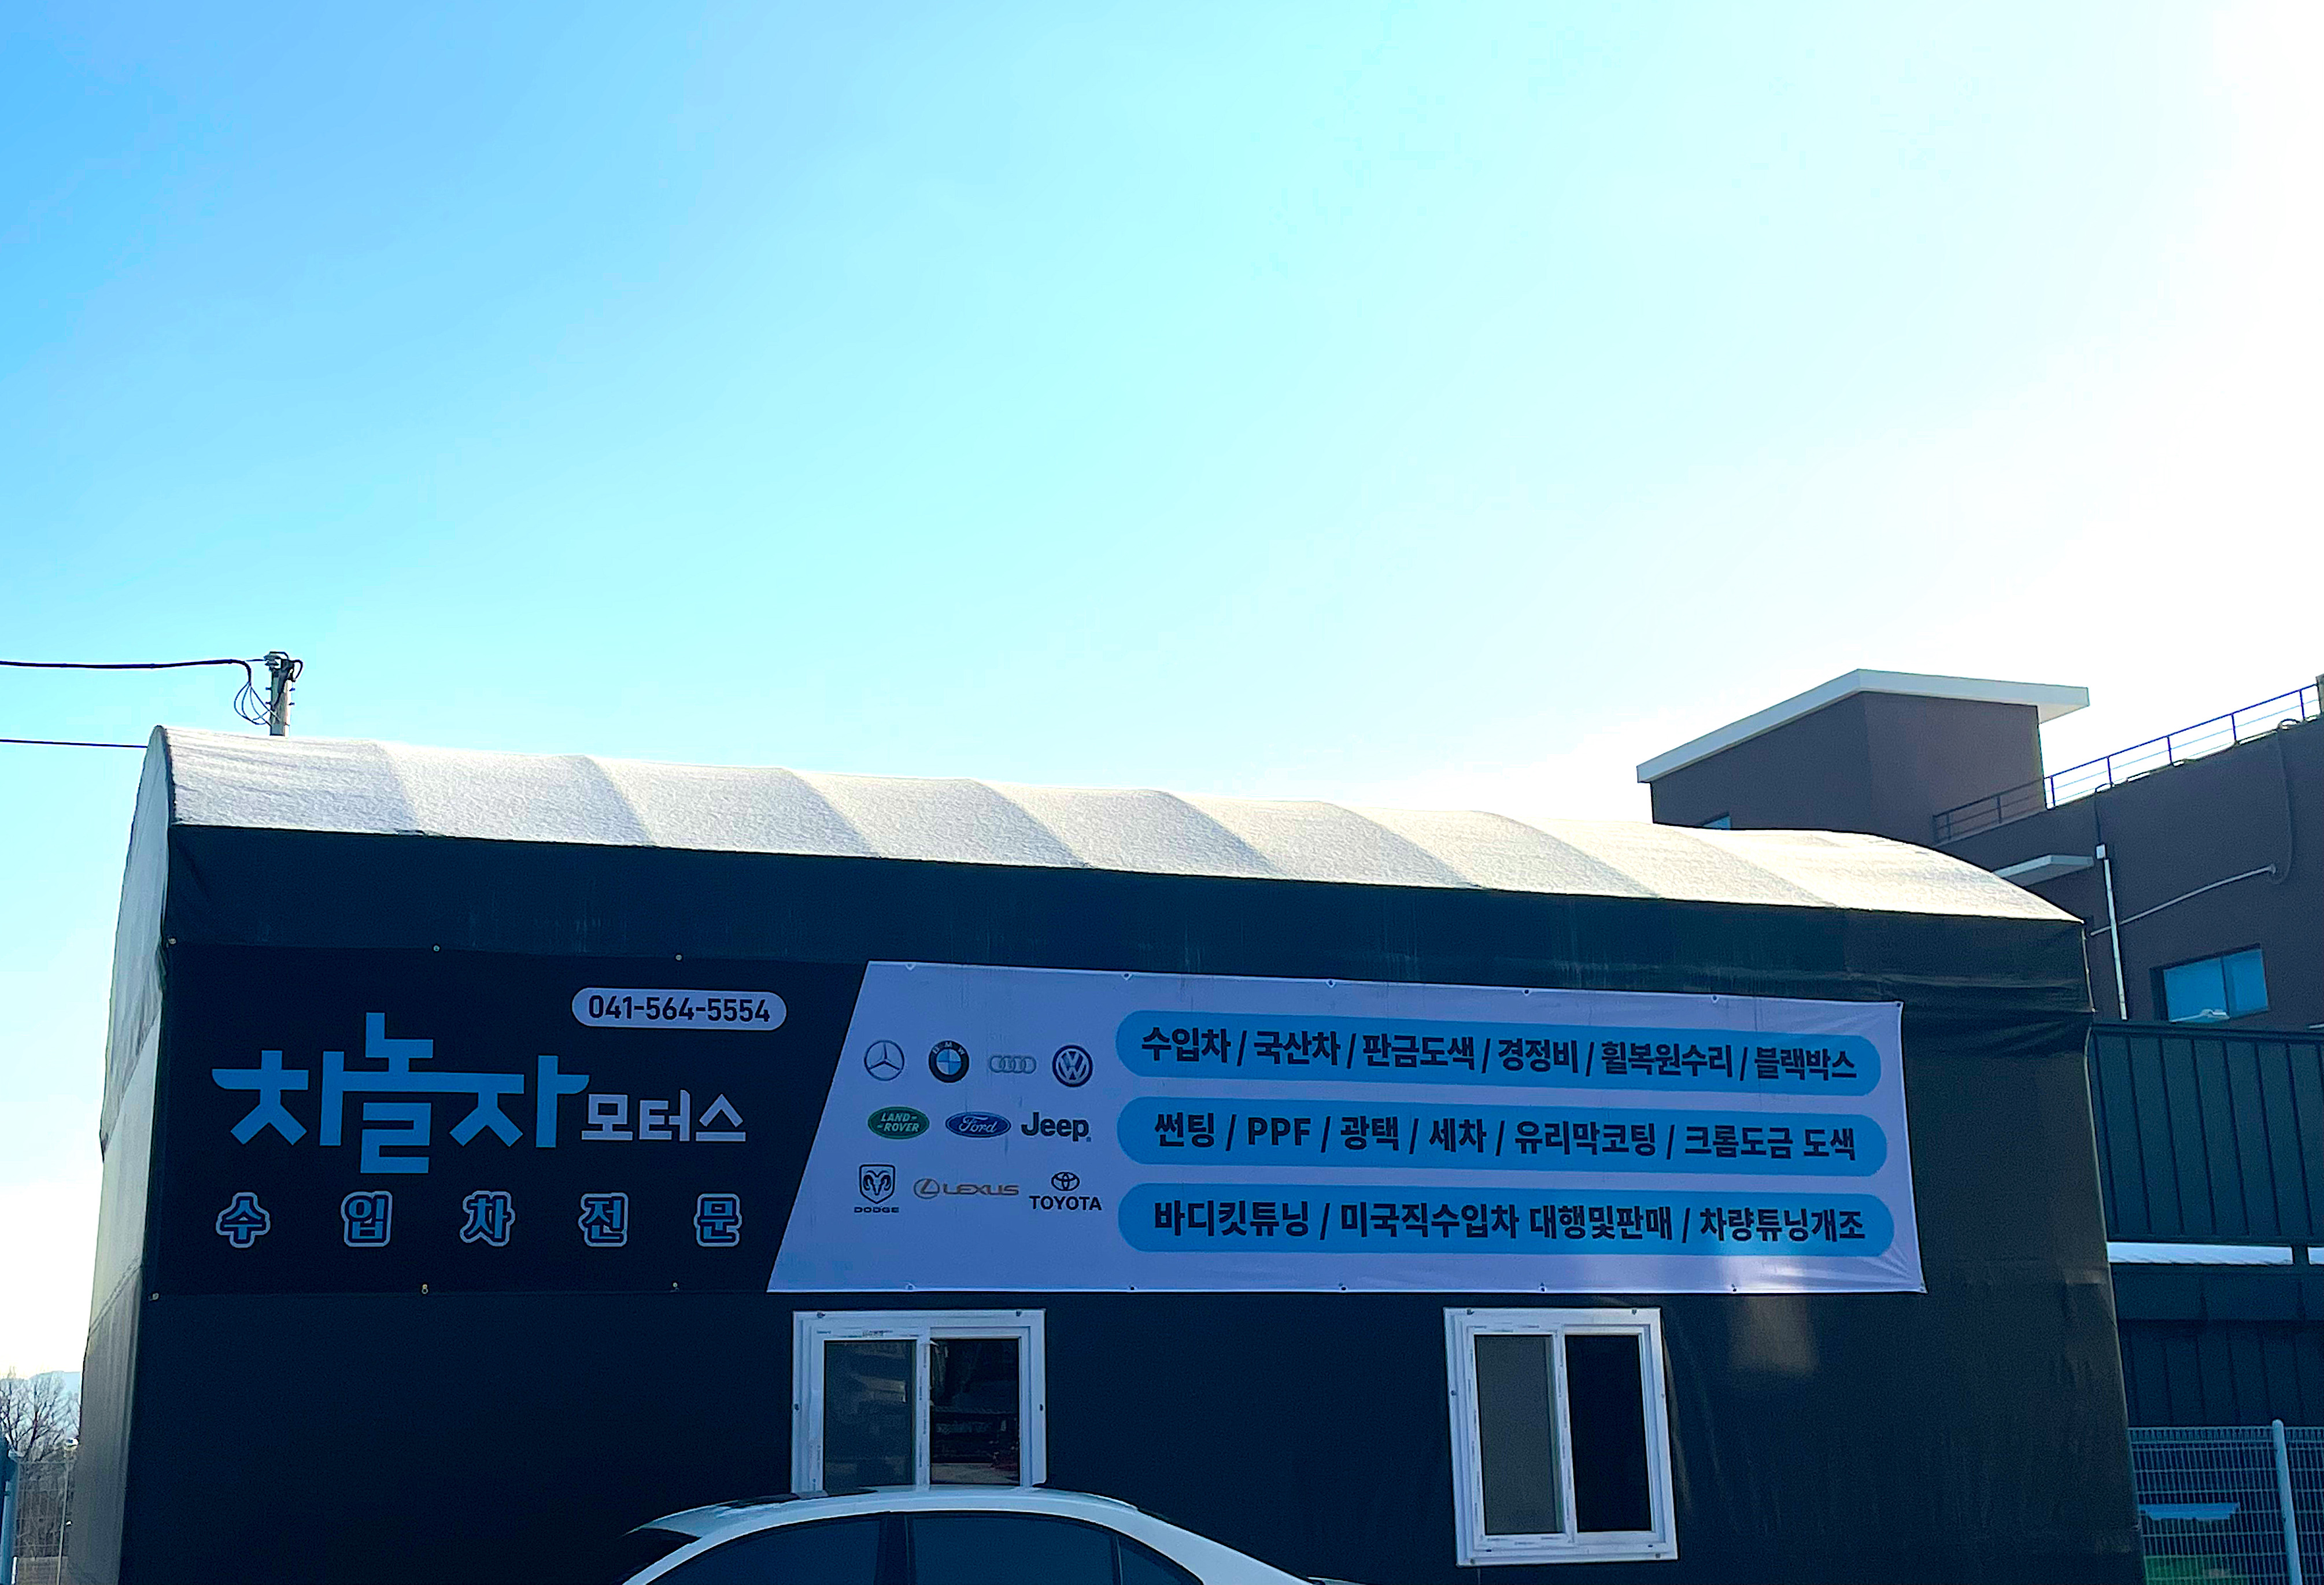 041-564-5554
차놀자 모터스
수입차전문
BMW
LAND-
-ROVER
Ford
Jeep
DODGE
LEXUS
TOYOTA
수입차 / 국산차 / 판금도색 / 경정비 / 휠복원수리 / 블랙박스
썬팅 / PPF / 광택 / 세차 / 유리막코팅 / 크롬도금 도색
바디킷튜닝 / 미국직수입차 대행및판매 / 차량튜닝개조